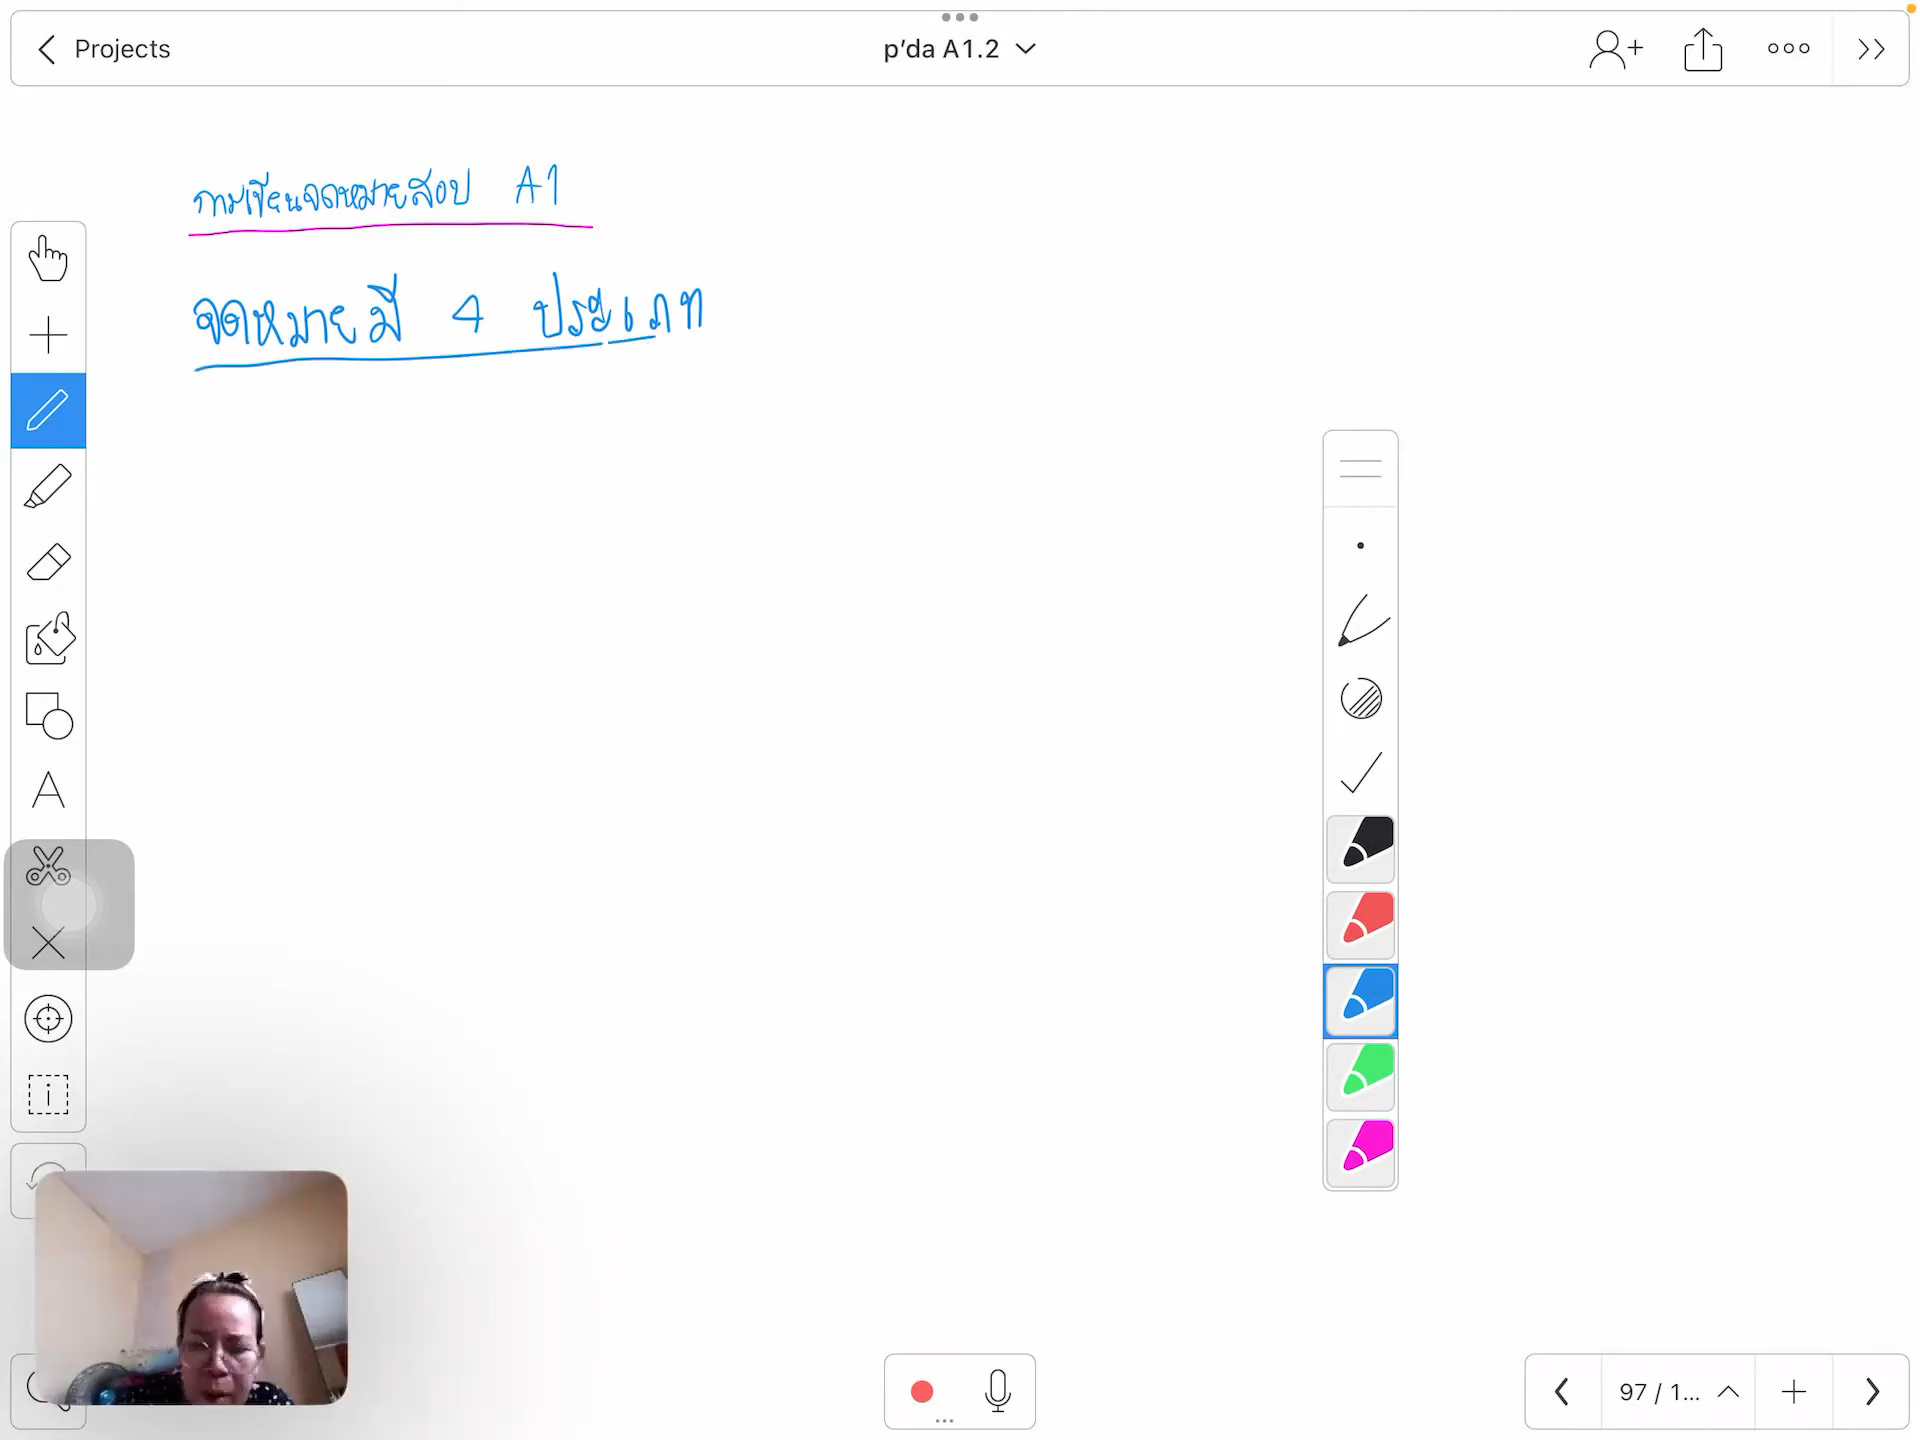 Projects
p'da A1.2
การเขียนจดหมายสอบ A1
จดหมายมี 4 ประเภท
A
i
97 / 1...